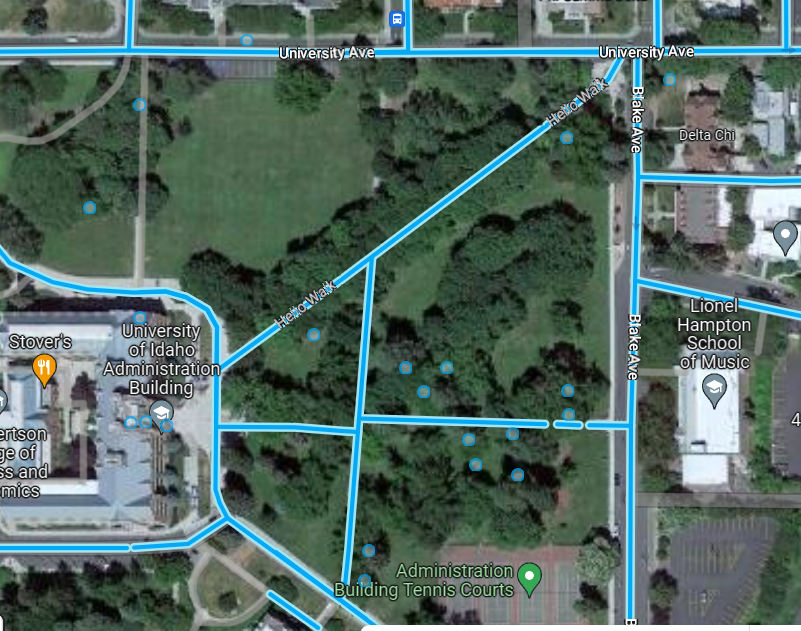 University Ave
University Ave
Hello Walk
Blake Ave
Delta Chi
Hello Walk
Stover's
University
of Idaho
Administration
Building
Lionel
Hampton
School
of Music
Blake Ave
4
ertson
ge of
ss and
mics
Administration
Building Tennis Courts